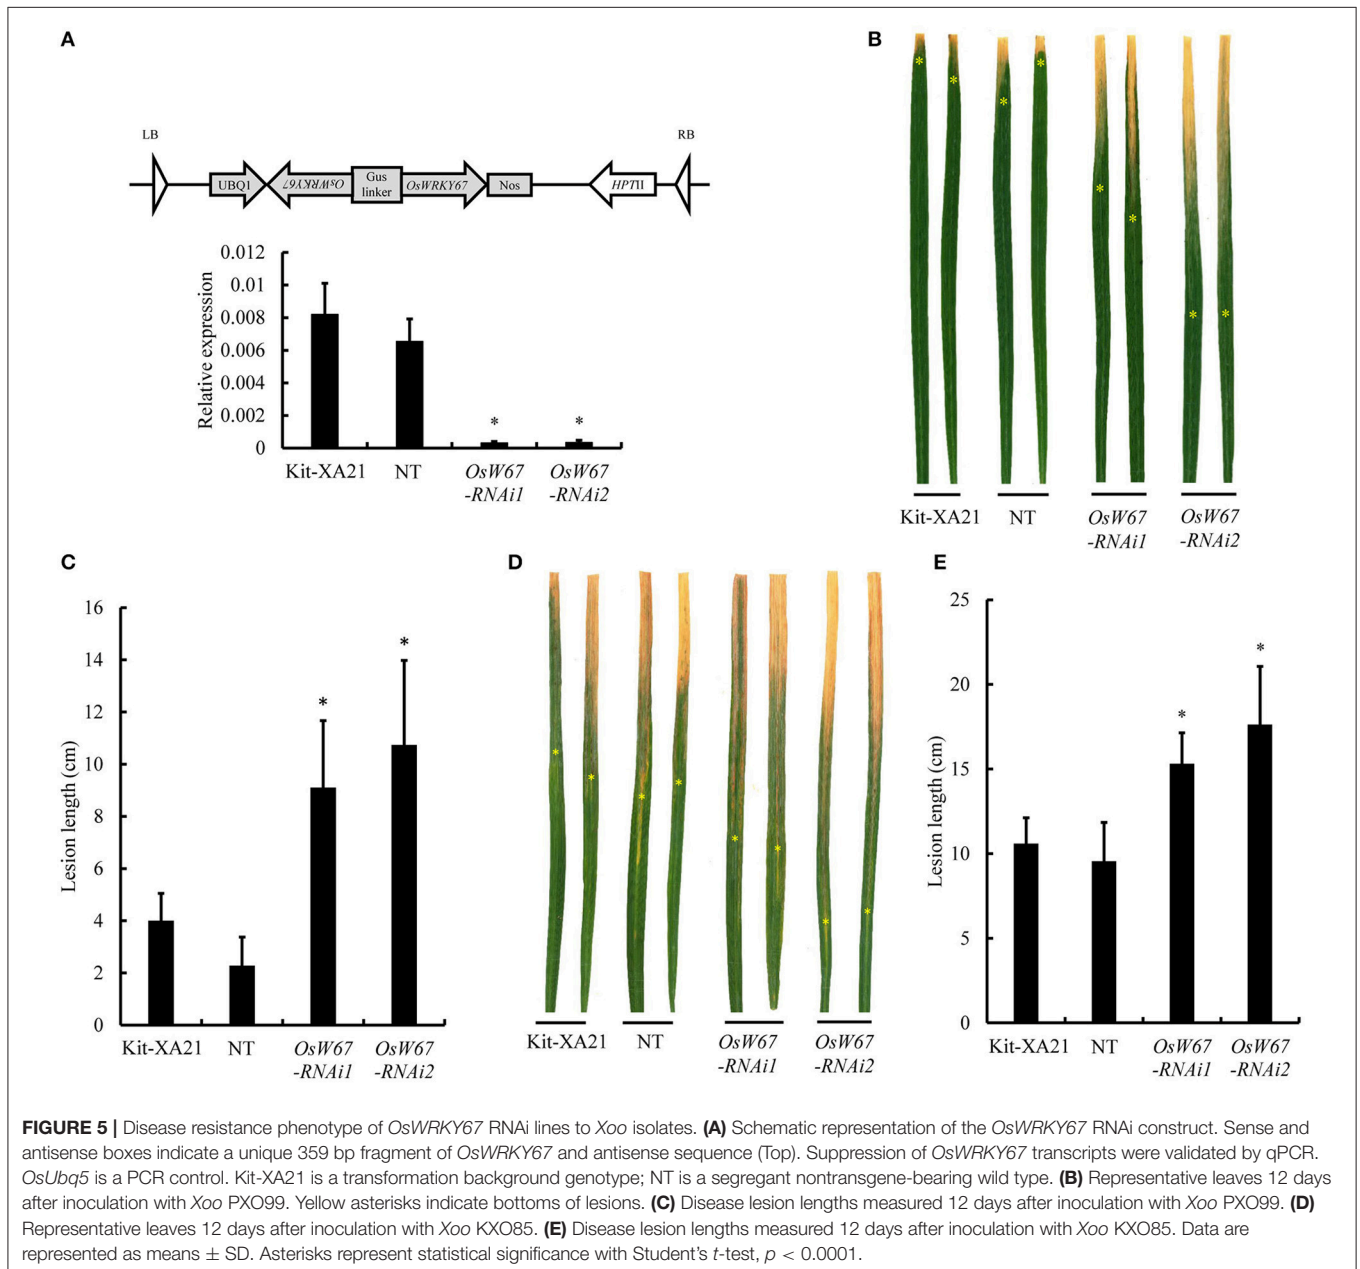 A
LB
RB
UBQ1
OsWRKY67
Gus
linker
OsWRKY67
Nos
HPTII
0.012
0.01
0.008
0.006
0.004
0.002
0
Relative expression
*
*
Kit-XA21
NT
OsW67
-RNAi1
OsW67
-RNAi2
B
*
*
*
*
*
*
*
*
Kit-XA21
NT
OsW67
-RNAi1
OsW67
-RNAi2
C
16
14
12
10
8
6
4
2
0
Lesion length (cm)
*
*
Kit-XA21
NT
OsW67
-RNAi1
OsW67
-RNAi2
D
*
*
*
*
*
*
*
*
Kit-XA21
NT
OsW67
-RNAi1
OsW67
-RNAi2
E
25
20
15
10
5
0
Lesion length (cm)
*
*
Kit-XA21
NT
OsW67
-RNAi1
OsW67
-RNAi2
FIGURE 5 | Disease resistance phenotype of OsWRKY67 RNAi lines to Xoo isolates. (A) Schematic representation of the OsWRKY67 RNAi construct. Sense and
antisense boxes indicate a unique 359 bp fragment of OsWRKY67 and antisense sequence (Top). Suppression of OsWRKY67 transcripts were validated by qPCR.
OsUbq5 is a PCR control. Kit-XA21 is a transformation background genotype; NT is a segregant nontransgene-bearing wild type. (B) Representative leaves 12 days
after inoculation with Xoo PXO99. Yellow asterisks indicate bottoms of lesions. (C) Disease lesion lengths measured 12 days after inoculation with Xoo PXO99. (D)
Representative leaves 12 days after inoculation with Xoo KXO85. (E) Disease lesion lengths measured 12 days after inoculation with Xoo KXO85. Data are
represented as means ± SD. Asterisks represent statistical significance with Student's t-test, p < 0.0001.